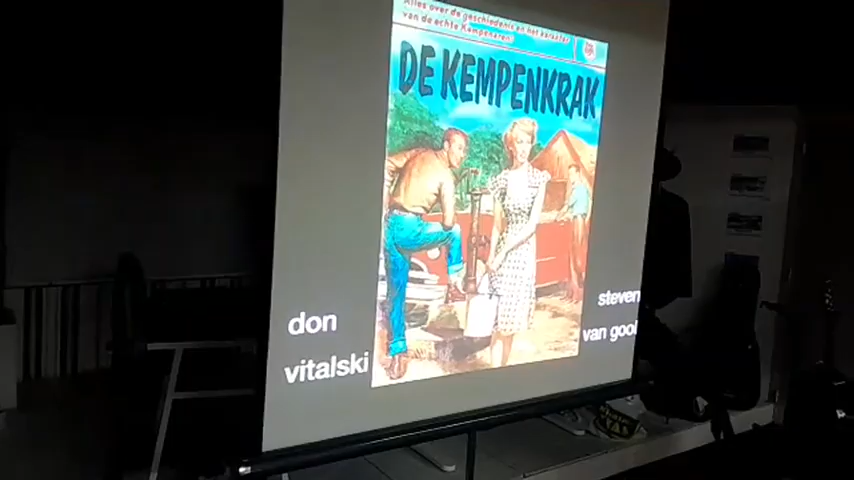 Alles over de geschiedenis en het karakter
van de echte Kempenaren!
DE KEMPENKRAK
don
vitalski
steven
van gool